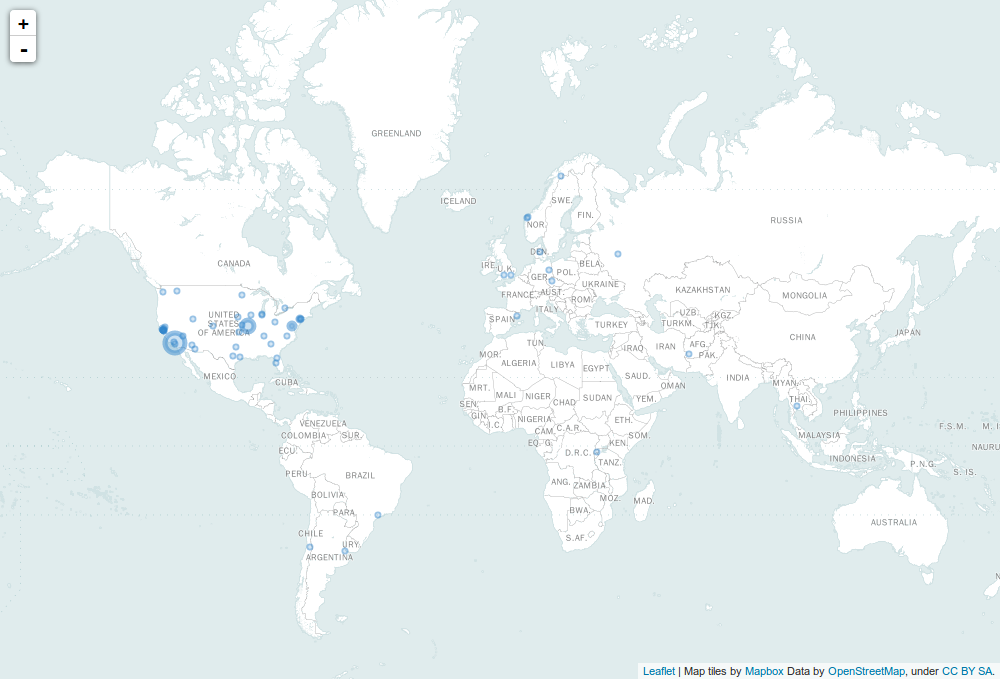 +
-
GREENLAND
ICELAND
SWE.
FIN.
NOR.
RUSSIA
CANADA
DEN.
IRE.
U.K.
BELA.
GER.
POL.
UKRAINE
KAZAKHSTAN
MONGOLIA
FRANCE
AUST.
ROM.
UNITED
STATES
OF AMERICA
SPAIN
ITALY
TURKEY
UZB.
KGZ.
TURKM.
TJK.
JAPAN
CHINA
TUN.
MOR.
IRAQ
IRAN
AFG.
PAK.
ALGERIA
LIBYA
EGYPT
MEXICO
CUBA
SAUD.
OMAN
INDIA
MYAN.
MRT.
MALI
NIGER
CHAD
SUDAN
YEM.
THAI.
SEN.
GIN.
B.F.
I.C.
NIGERIA
ETH.
PHILIPPINES
VENEZUELA
COLOMBIA
SUR.
CAM.
C.A.R.
SOM.
F.S.M.
M. I
MALAYSIA
ECU.
EQ. G.
KEN.
NAURU
D.R.C.
TANZ.
INDONESIA
P.N.G.
S. IS.
PERU
BRAZIL
ANG.
ZAMBIA
BOLIVIA
MOZ.
MAD.
PARA.
BWA.
AUSTRALIA
CHILE
S.AF.
URY.
ARGENTINA
N
Leaflet | Map tiles by Mapbox Data by OpenStreetMap, under CC BY SA.